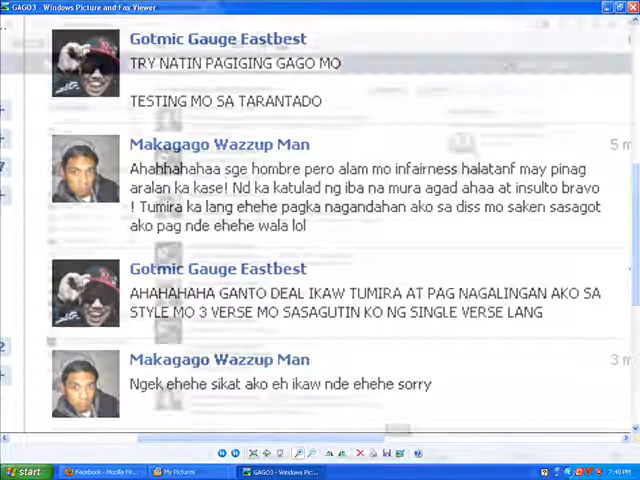 GAGO3 - Windows Picture and Fax Viewer
Gotmic Gauge Eastbest
TRY NATIN PAGIGING GAGO MO
TESTING MO SA TARANTADO
Makagago Wazzup Man
5 m
Ahahhahahaa sge hombre pero alam mo infairness halatanf may pinag
aralan ka kase! Nd ka katulad ng iba na mura agad ahaa at insulto bravo
! Tumira ka lang ehehe pagka nagandahan ako sa diss mo saken sasagot
ako pag nde ehehe wala lol
Gotmic Gauge Eastbest
AHAHAHAHA GANTO DEAL IKAW TUMIRA AT PAG NAGALINGAN AKO SA
STYLE MO 3 VERSE MO SASAGUTIN KO NG SINGLE VERSE LANG
Makagago Wazzup Man
3 m
Ngek ehehe sikat ako eh ikaw nde ehehe sorry
start
Facebook - Mozilla Fire...
My Pictures
GAGO3 - Windows Pic...
7:40 PM